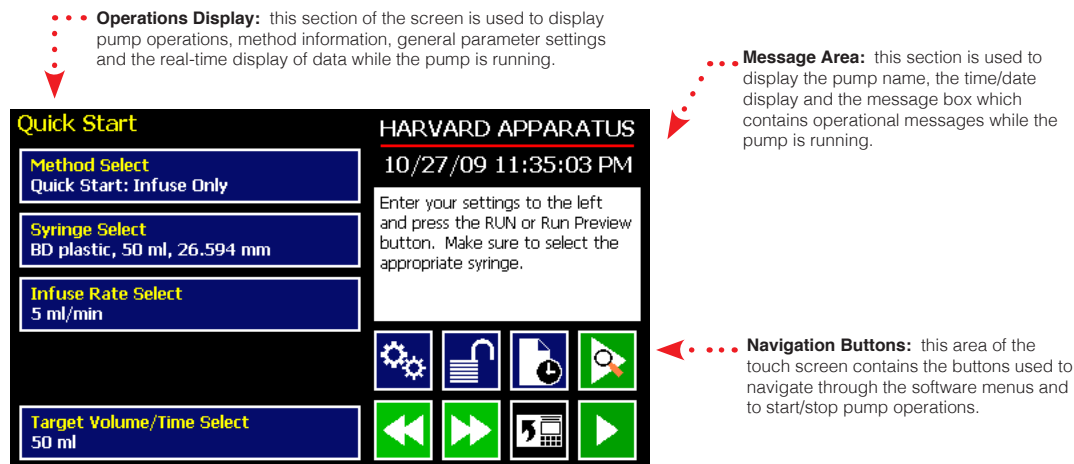 Operations Display: this section of the screen is used to display
pump operations, method information, general parameter settings
and the real-time display of data while the pump is running.
Message Area: this section is used to
display the pump name, the time/date
display and the message box which
contains operational messages while the
pump is running.
Quick Start
Method Select
Quick Start: Infuse Only
Syringe Select
BD plastic, 50 ml, 26.594 mm
Infuse Rate Select
5 ml/min
Target Volume/Time Select
50 ml
HARVARD APPARATUS
10/27/09 11:35:03 PM
Enter your settings to the left
and press the RUN or Run Preview
button. Make sure to select the
appropriate syringe.
Navigation Buttons: this area of the
touch screen contains the buttons used to
navigate through the software menus and
to start/stop pump operations.